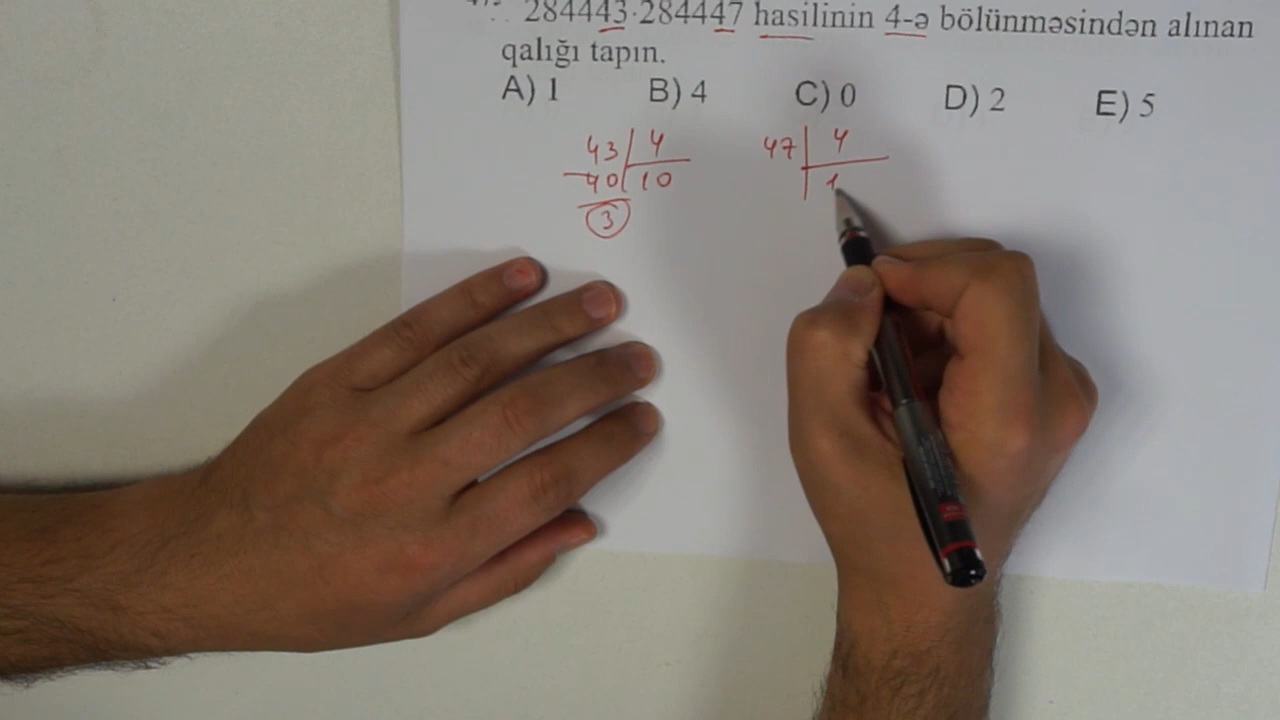 284443·284447 hasilinin 4-ə bölünməsindən alınan
qalığı tapın.
A) 1 B) 4 C) 0 D) 2 E) 5
43 4 47 4
-40 10 1
3